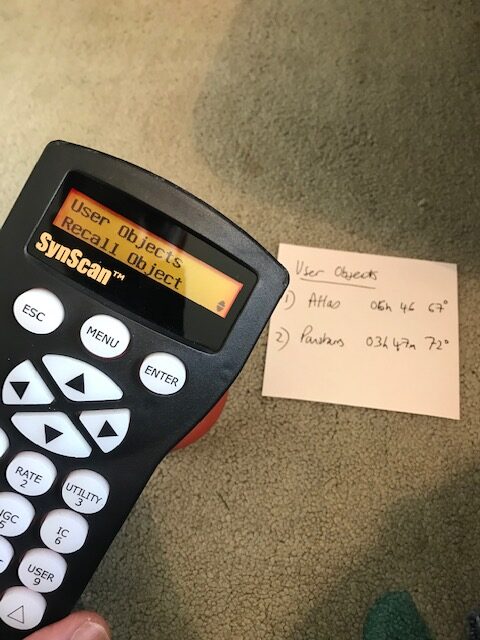 User Objects
Recall Object
SynScan™
ESC
MENU
ENTER
RATE
2
UTILITY
3
5
IC
6
USER
9
User Objects
1) Atlas 06h 46 67°
2) 03h 47m 72°